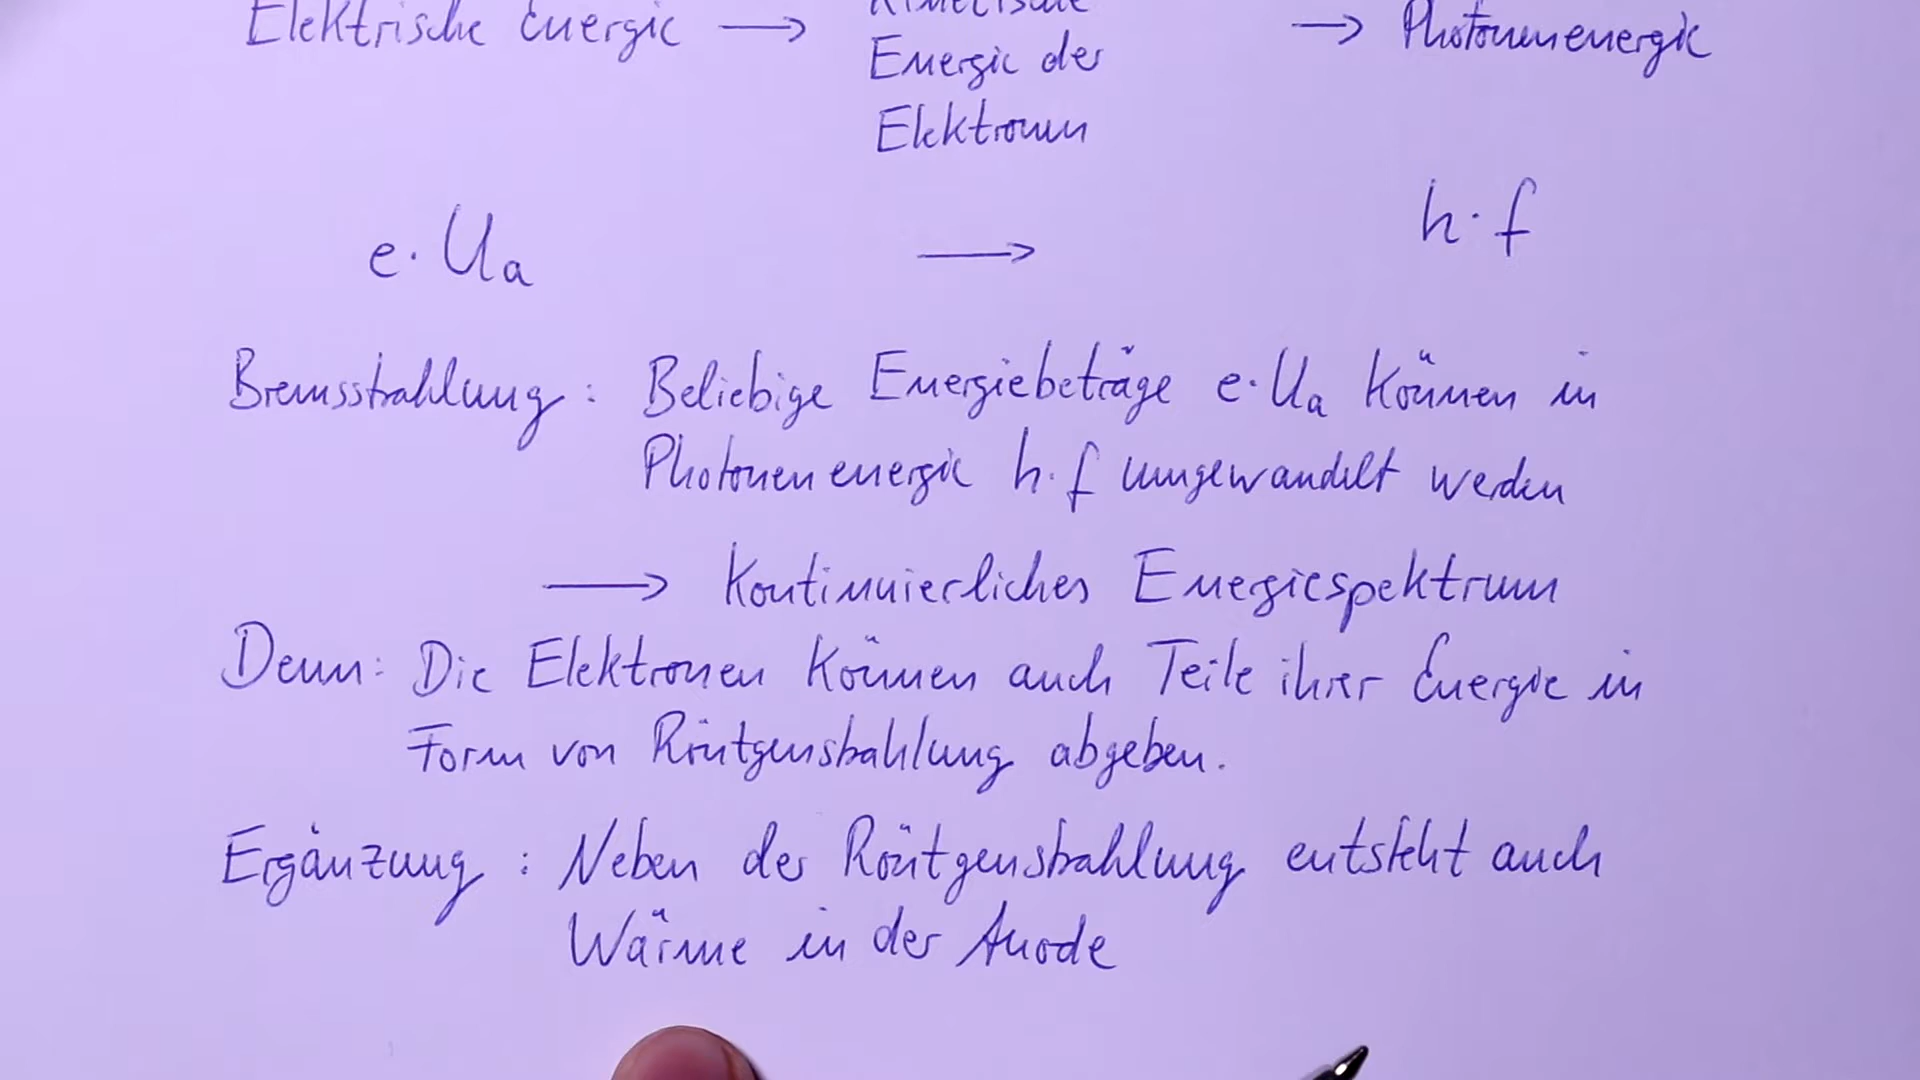 Elektrische Energie → Kinetische → Photonenenergie
Energie der
Elektronen
e · Ua → h · f
Bremsstrahlung : Beliebige Energiebeträge e · Ua können in
Photonenenergie h · f umgewandelt werden
→ Kontinuierliches Energiespektrum
Denn: Die Elektronen können auch Teile ihrer Energie in
Form von Röntgenstrahlung abgeben.
Ergänzung : Neben der Röntgenstrahlung entsteht auch
Wärme in der Anode